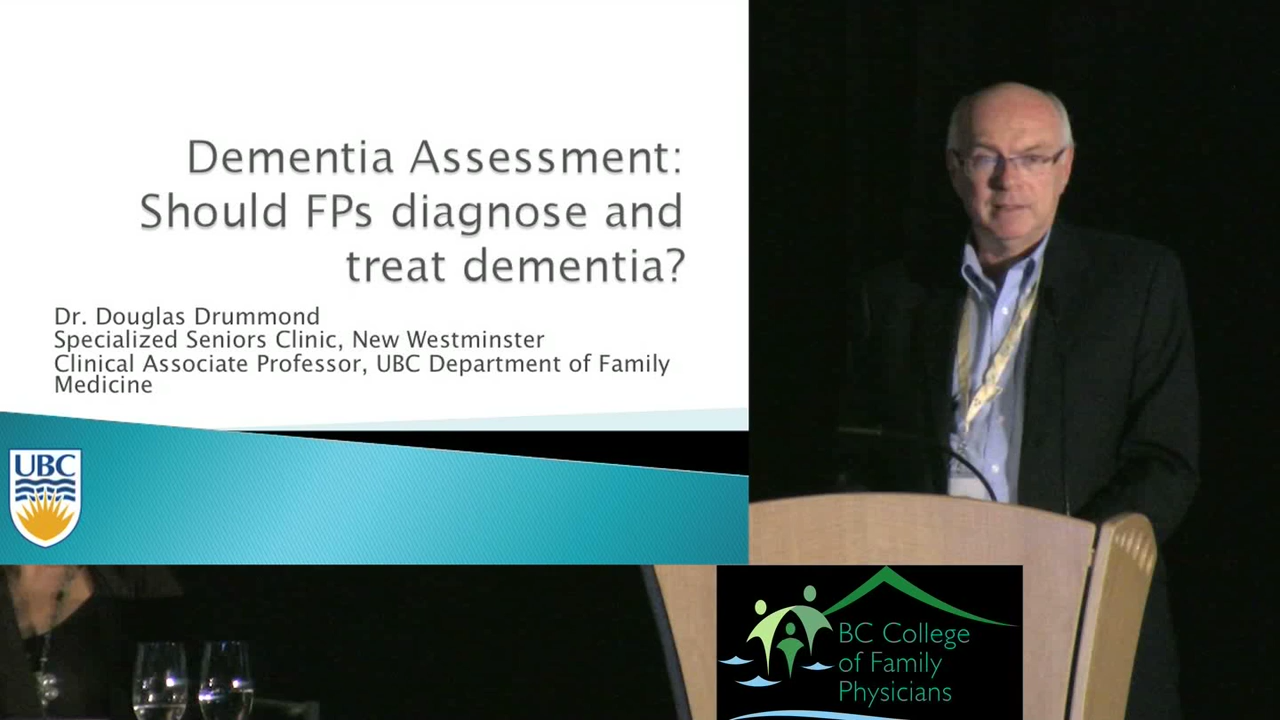 Dementia Assessment:
Should FPs diagnose and
treat dementia?
Dr. Douglas Drummond
Specialized Seniors Clinic, New Westminster
Clinical Associate Professor, UBC Department of Family
Medicine
UBC
BC College
of Family
Physicians